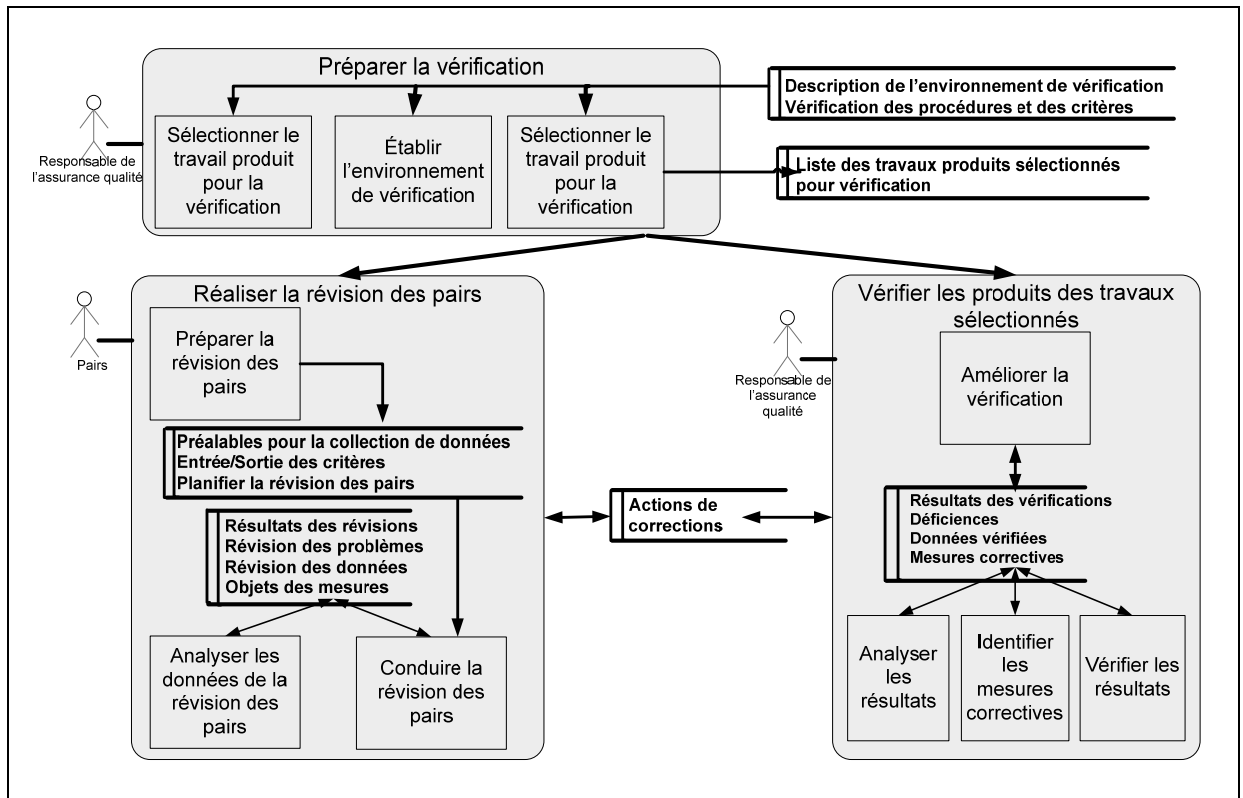 Préparer la vérification
Description de l'environnement de vérification
Vérification des procédures et des critères
Responsable de
l'assurance qualité
Sélectionner le
travail produit
pour la
vérification
Établir
l'environnement
de vérification
Sélectionner le
travail produit
pour la
vérification
Liste des travaux produits sélectionnés
pour vérification
Réaliser la révision des pairs
Pairs
Préparer la
révision des
pairs
Préalables pour la collection de données
Entrée/Sortie des critères
Planifier la révision des pairs
Résultats des révisions
Révision des problèmes
Révision des données
Objets des mesures
Analyser les
données de la
révision des
pairs
Conduire la
révision des
pairs
Actions de
corrections
Vérifier les produits des travaux
sélectionnés
Responsable de
l'assurance
qualité
Améliorer la
vérification
Résultats des vérifications
Déficiences
Données vérifiées
Mesures correctives
Analyser
les
résultats
Identifier
les
mesures
correctives
Vérifier les
résultats